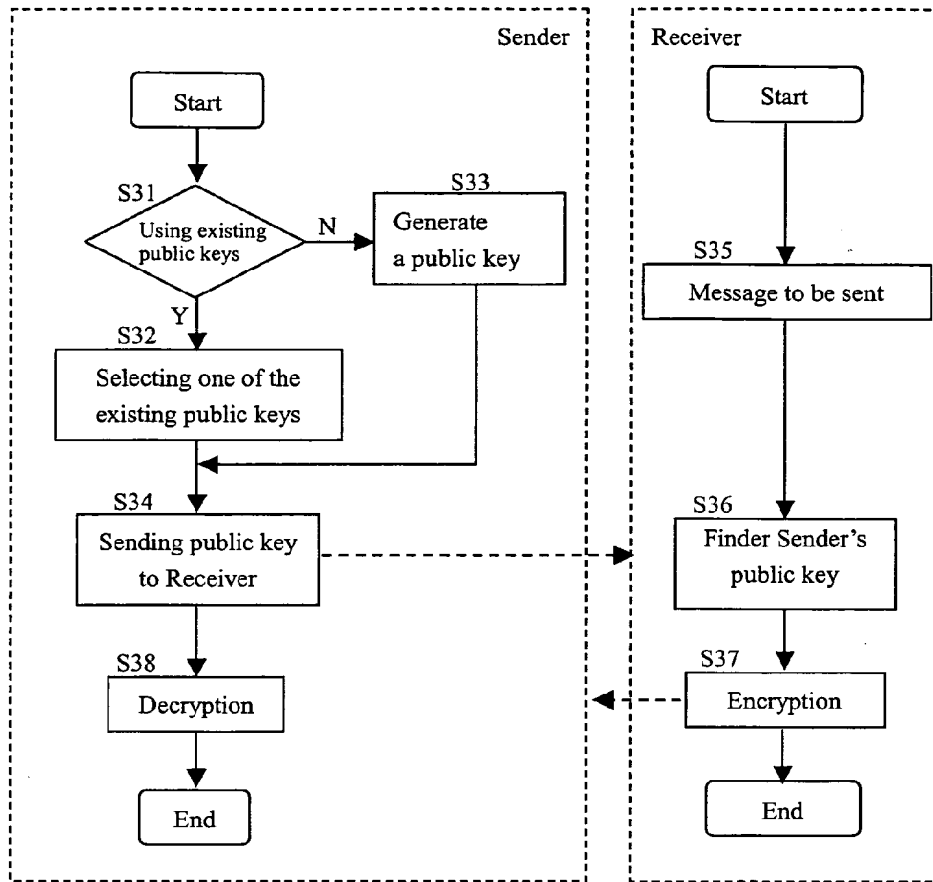 Sender
Start
S31
Using existing
public keys
N
S33
Generate
a public key
Y
S32
Selecting one of the
existing public keys
S34
Sending public key
to Receiver
S38
Decryption
End
Receiver
Start
S35
Message to be sent
S36
Finder Sender's
public key
S37
Encryption
End